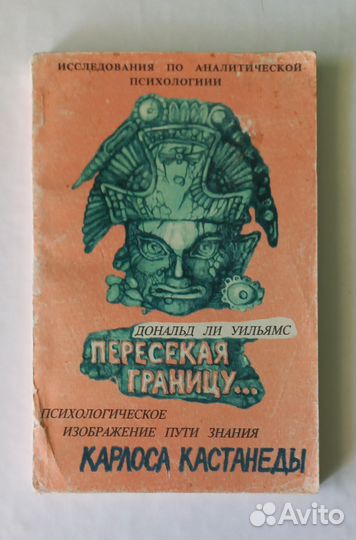 ИССЛЕДОВАНИЯ ПО АНАЛИТИЧЕСКОЙ
ПСИХОЛОГИИИ
ДОНАЛЬД ЛИ УИЛЬЯМС
ПЕРЕСЕКАЯ
ГРАНИЦУ...
ПСИХОЛОГИЧЕСКОЕ
ИЗОБРАЖЕНИЕ ПУТИ ЗНАНИЯ
КАРЛОСА КАСТАНЕДЫ
Avito